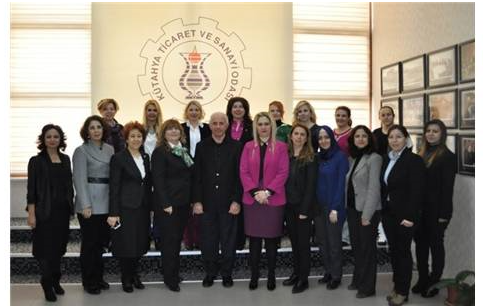 KÜTAHYA TİCARET VE SANAYİ ODASI